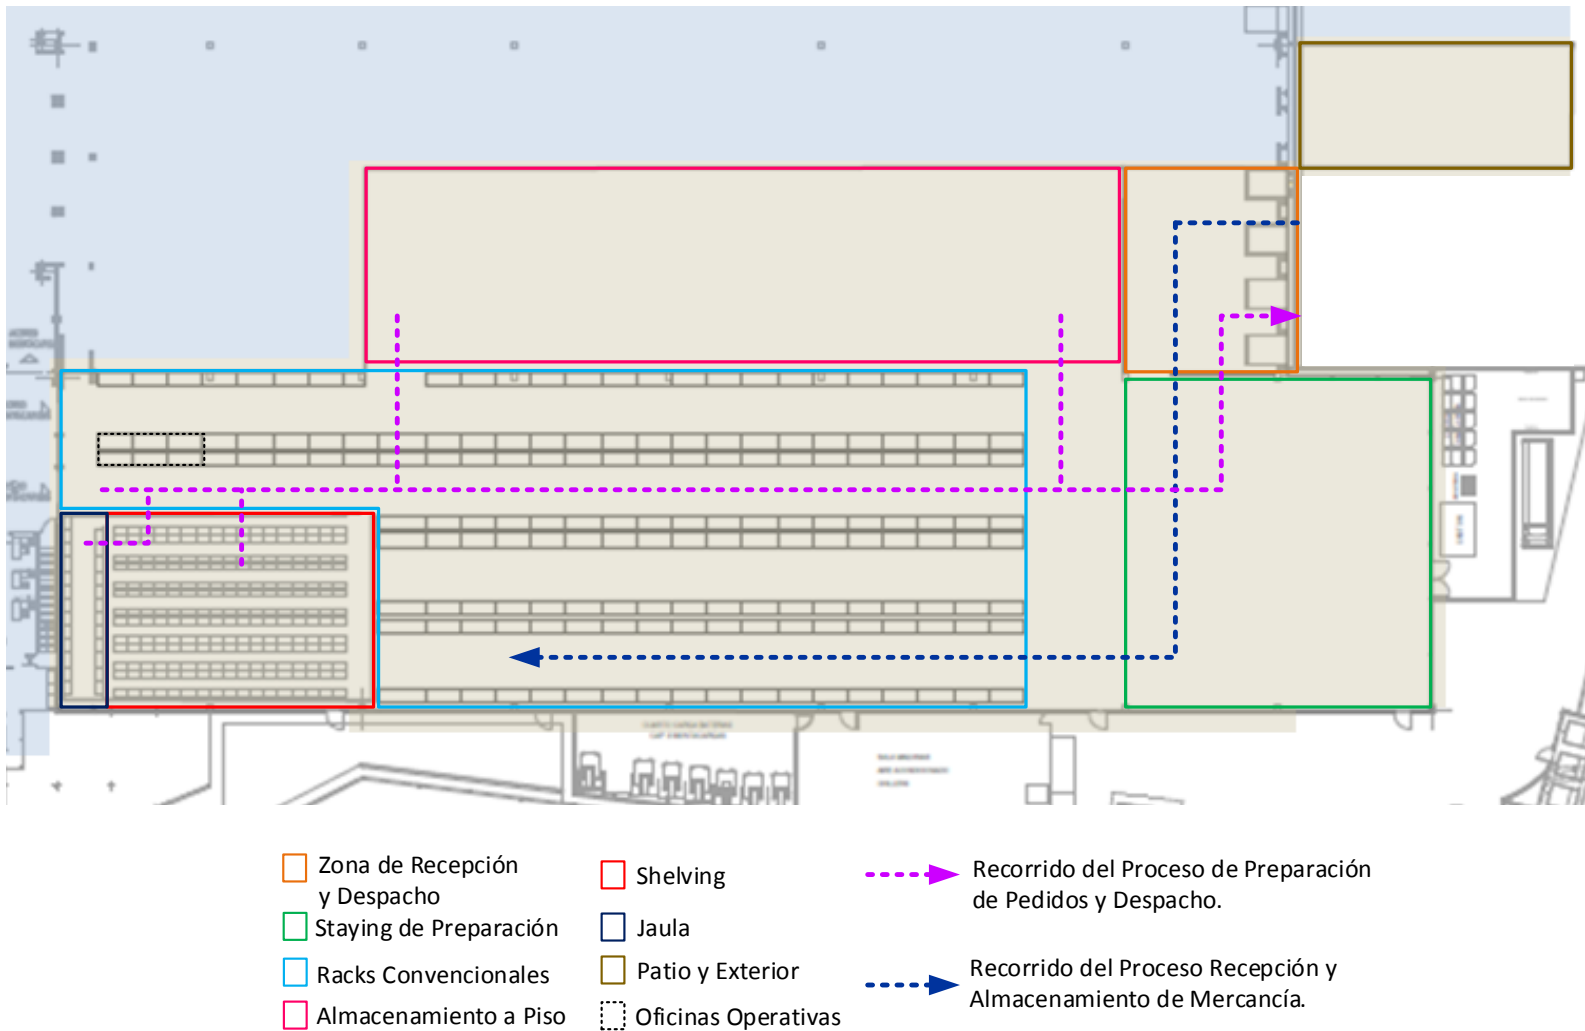 Zona de Recepción
y Despacho
Staying de Preparación
Racks Convencionales
Almacenamiento a Piso
Shelving
Jaula
Patio y Exterior
Oficinas Operativas
Recorrido del Proceso de Preparación
de Pedidos y Despacho.
Recorrido del Proceso Recepción y
Almacenamiento de Mercancía.